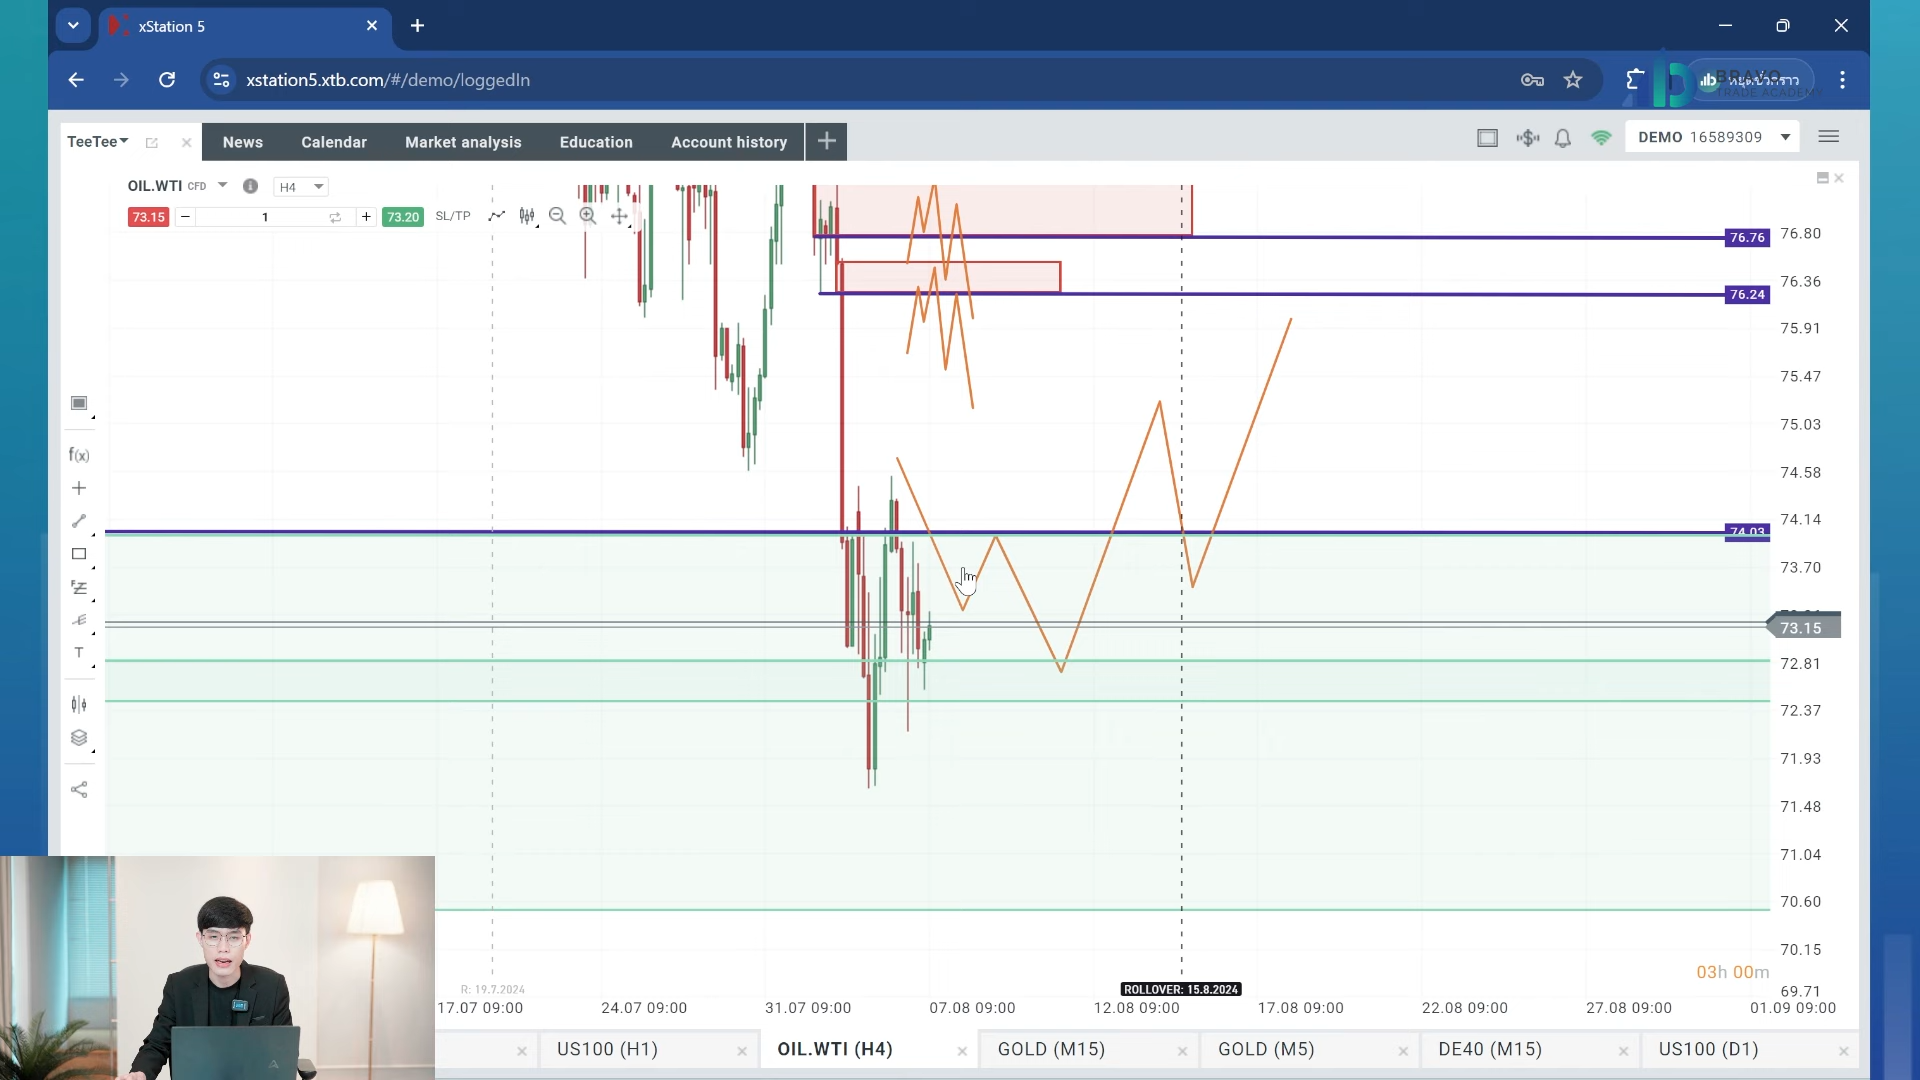 xStation 5
xstation5.xtb.com/#/demo/loggedIn
BRAVO
TRADE ACADEMY
TeeTee
News
Calendar
Market analysis
Education
Account history
DEMO 16589309
OIL.WTI CFD
H4
73.15
1
73.20
SL/TP
76.76
76.24
74.03
76.80
76.36
75.91
75.47
75.03
74.58
74.14
73.70
73.15
72.81
72.37
71.93
71.48
71.04
70.60
70.15
69.71
f(x)
T
03h 00m
R: 19.7.2024
ROLLOVER: 15.8.2024
17.07 09:00
24.07 09:00
31.07 09:00
07.08 09:00
12.08 09:00
17.08 09:00
22.08 09:00
27.08 09:00
01.09 09:00
US100 (H1)
OIL.WTI (H4)
GOLD (M15)
GOLD (M5)
DE40 (M15)
US100 (D1)